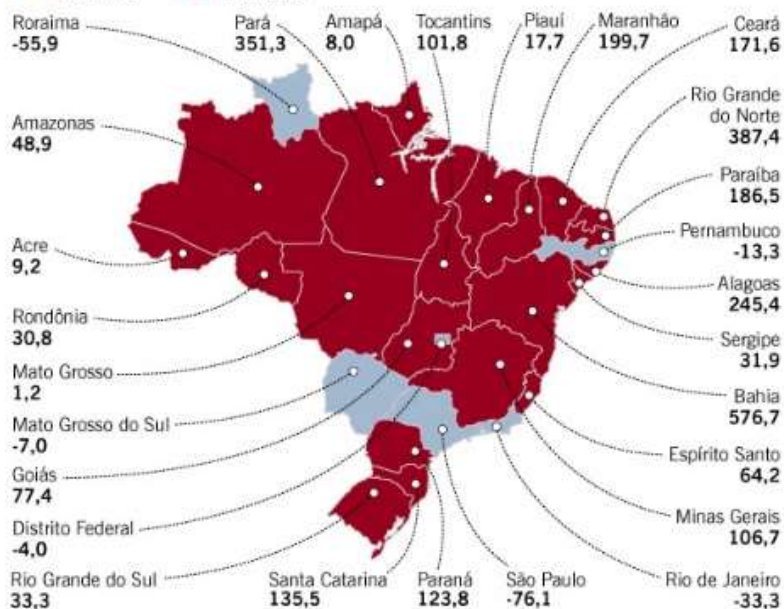 Roraima
-55,9
Pará
351,3
Amapá
8,0
Tocantins
101,8
Piauí
17,7
Maranhão
199,7
Ceará
171,6
Rio Grande
do Norte
387,4
Amazonas
48,9
Paraíba
186,5
Pernambuco
-13,3
Acre
9,2
Alagoas
245,4
Rondônia
30,8
Sergipe
31,9
Mato Grosso
1,2
Bahia
576,7
Mato Grosso do Sul
-7,0
Espírito Santo
64,2
Goiás
77,4
Minas Gerais
106,7
Distrito Federal
-4,0
Rio Grande do Sul
33,3
Santa Catarina
135,5
Paraná
123,8
São Paulo
-76,1
Rio de Janeiro
-33,3